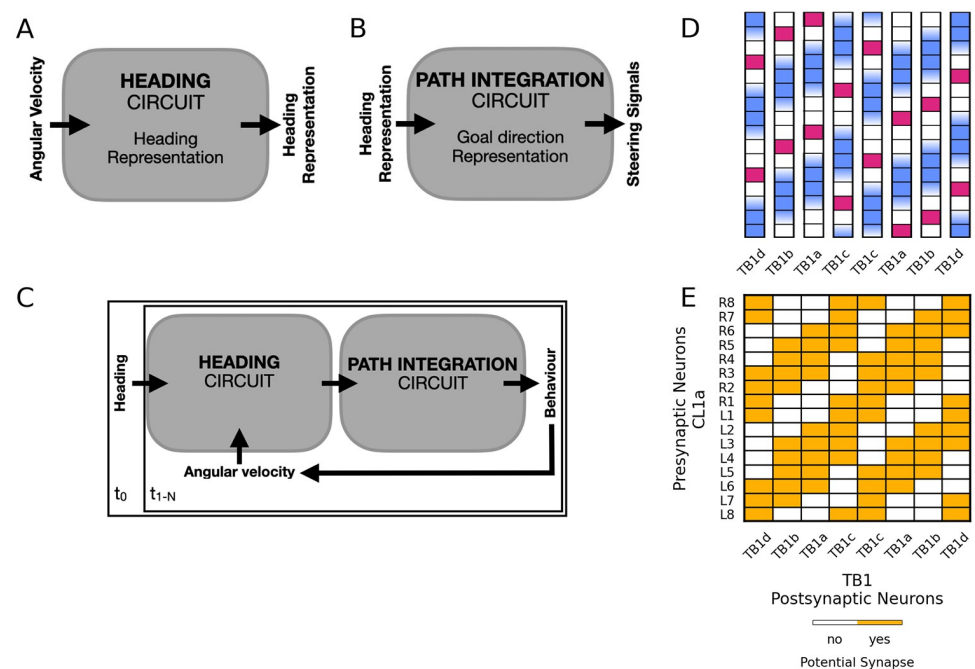 A
Angular Velocity
HEADING
CIRCUIT
Heading
Representation
Heading
Representation
B
Heading
Representation
PATH INTEGRATION
CIRCUIT
Goal direction
Representation
Steering Signals
C
Heading
HEADING
CIRCUIT
PATH INTEGRATION
CIRCUIT
Behaviour
Angular velocity
t0
t1-N
D
TB1d
TB1b
TB1a
TB1c
TB1c
TB1a
TB1b
TB1d
E
Presynaptic Neurons
CL1a
R8
R7
R6
R5
R4
R3
R2
R1
L1
L2
L3
L4
L5
L6
L7
L8
TB1d
TB1b
TB1a
TB1c
TB1c
TB1a
TB1b
TB1d
TB1
Postsynaptic Neurons
no yes
Potential Synapse